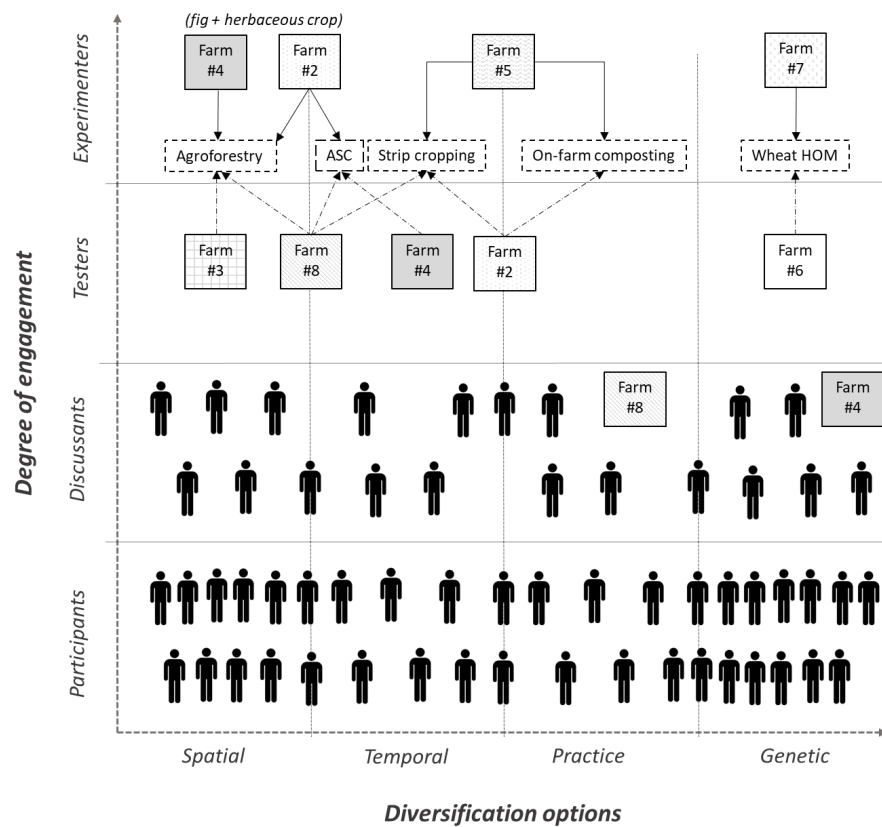 (fig + herbaceous crop)
Farm
#4
Farm
#2
Farm
#5
Farm
#7
Experimenters
Agroforestry
ASC
Strip cropping
On-farm composting
Wheat HOM
Testers
Farm
#3
Farm
#8
Farm
#4
Farm
#2
Farm
#6
Degree of engagement
Discussants
Farm
#8
Farm
#4
Participants
Spatial
Temporal
Practice
Genetic
Diversification options